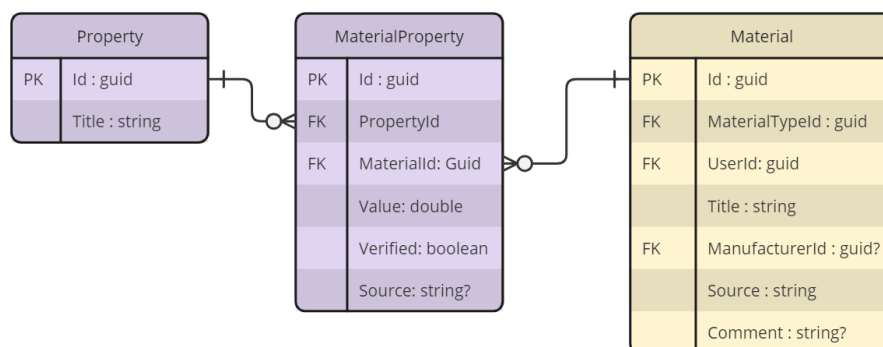 Property
PK Id : guid
Title : string
MaterialProperty
PK Id : guid
FK PropertyId
FK MaterialId: Guid
Value: double
Verified: boolean
Source: string?
Material
PK Id : guid
FK MaterialTypeId : guid
FK UserId: guid
Title : string
FK ManufacturerId : guid?
Source : string
Comment : string?